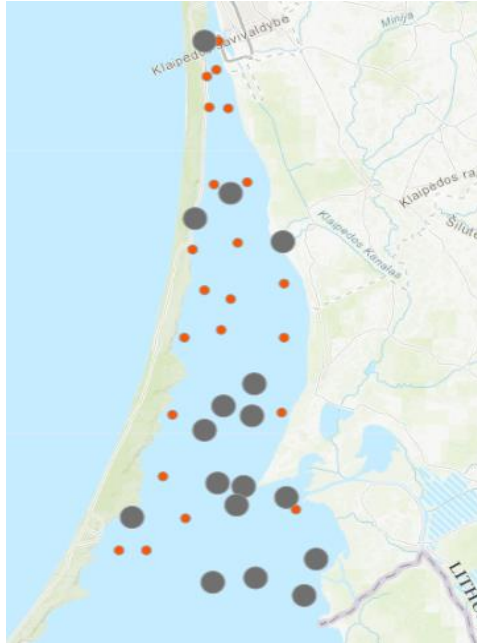 Minija
Klaipėdos Savivaldybė
Klaipėdos ra
Šilutė
Klaipėdos Kanalas
LITHU